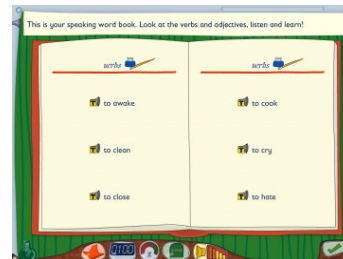 This is your speaking word book. Look at the verbs and adjectives, listen and learn!
verbs
verbs
to awake
to cook
to clean
to cry
to close
to hate